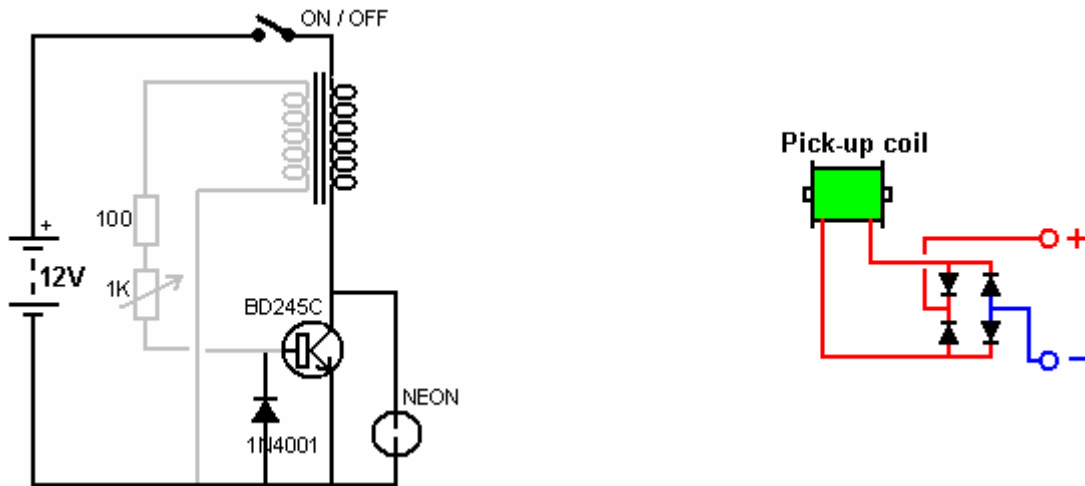 ON / OFF
Pick-up coil
100
+
12V
1K
BD245C
+
NEON
1N4001
−